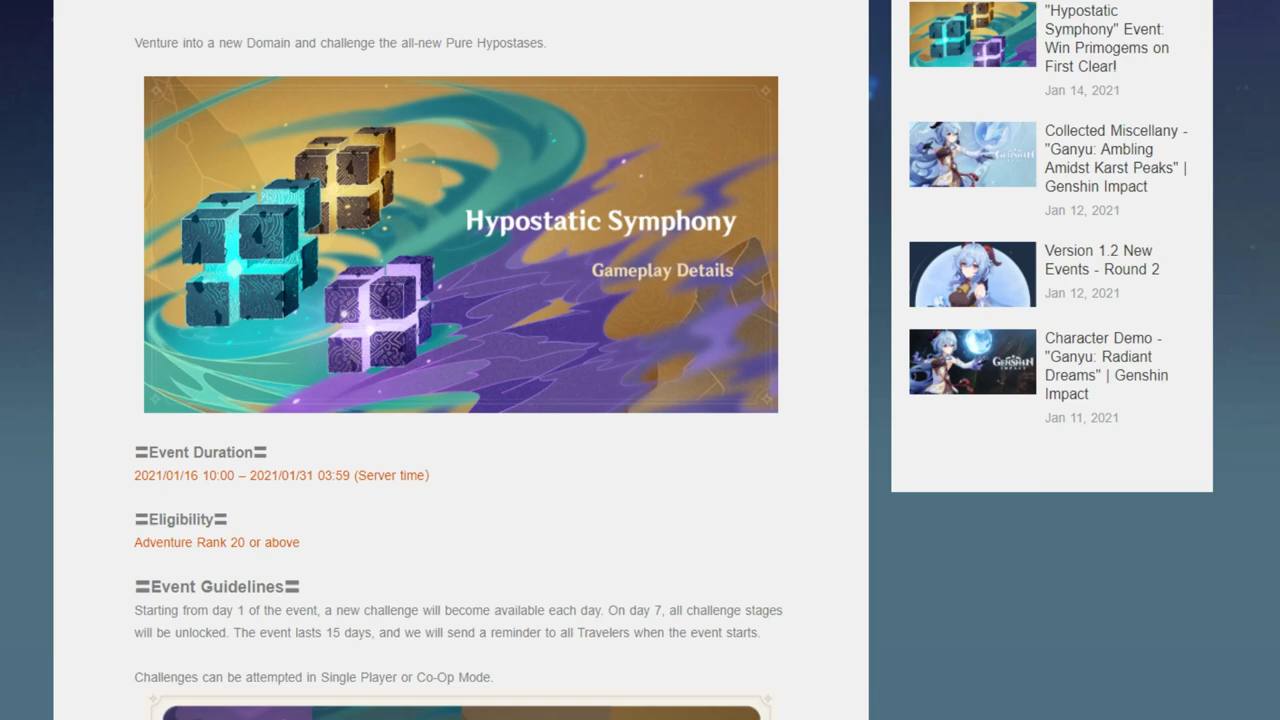 Venture into a new Domain and challenge the all-new Pure Hypostases.
Hypostatic Symphony
Gameplay Details
〓Event Duration〓
2021/01/16 10:00 – 2021/01/31 03:59 (Server time)
〓Eligibility〓
Adventure Rank 20 or above
〓Event Guidelines〓
Starting from day 1 of the event, a new challenge will become available each day. On day 7, all challenge stages
will be unlocked. The event lasts 15 days, and we will send a reminder to all Travelers when the event starts.
Challenges can be attempted in Single Player or Co-Op Mode.
"Hypostatic
Symphony" Event:
Win Primogems on
First Clear!
Jan 14, 2021
GENSHIN
Collected Miscellany -
"Ganyu: Ambling
Amidst Karst Peaks" |
Genshin Impact
Jan 12, 2021
Version 1.2 New
Events - Round 2
Jan 12, 2021
GENSHIN
IMPACT
Character Demo -
"Ganyu: Radiant
Dreams" | Genshin
Impact
Jan 11, 2021